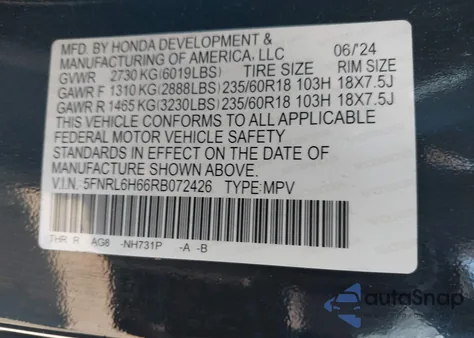 MFD. BY HONDA DEVELOPMENT &
MANUFACTURING OF AMERICA, LLC 06/24
GVWR 2730 KG(6019LBS) TIRE SIZE RIM SIZE
GAWR F 1310 KG(2888LBS) 235/60R18 103H 18X7.5J
GAWR R 1465 KG(3230LBS) 235/60R18 103H 18X7.5J
THIS VEHICLE CONFORMS TO ALL APPLICABLE
FEDERAL MOTOR VEHICLE SAFETY
STANDARDS IN EFFECT ON THE DATE OF
MANUFACTURE SHOWN ABOVE.
V.I.N.: 5FNRL6H66RB072426 TYPE:MPV
THR R AG8 -NH731P -A -B
autoSnap